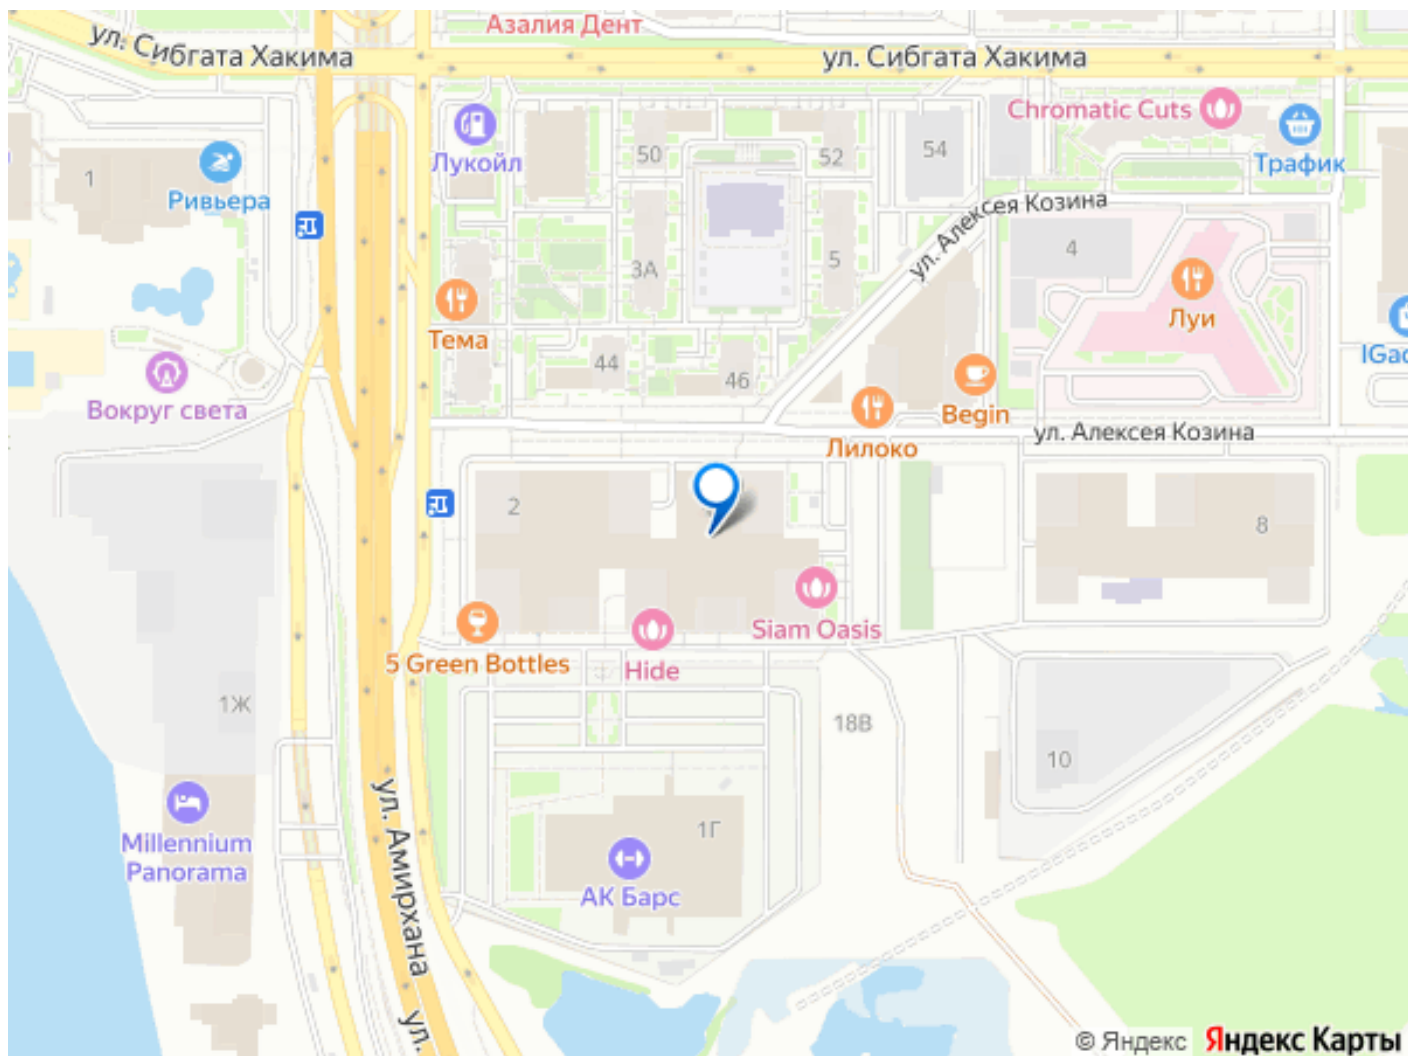 Азалия Дент
ул. Сибгата Хакима
ул. Сибгата Хакима
Chromatic Cuts
Лукойл
50
52
54
Трафик
1
Ривьера
ул. Алексея Козина
3А
5
4
Тема
Луи
44
46
IGa
Вокруг света
Begin
Лилоко
ул. Алексея Козина
2
8
Siam Oasis
5 Green Bottles
Hide
1Ж
18В
10
ул. Амирхана
Millennium
Panorama
1Г
АК Барс
ул.
© Яндекс Яндекс Карты